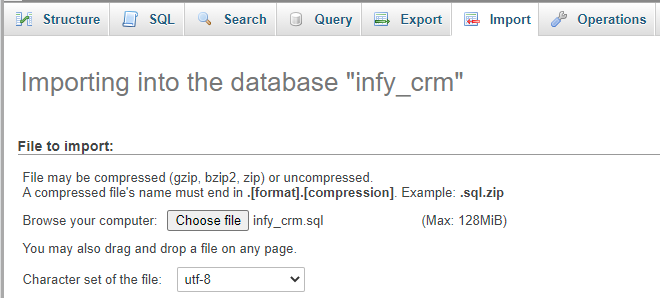 Structure SQL Search Query Export Import Operations
Importing into the database "infy_crm"
File to import:
File may be compressed (gzip, bzip2, zip) or uncompressed.
A compressed file's name must end in .[format].[compression]. Example: .sql.zip
Browse your computer: Choose file infy_crm.sql (Max: 128MiB)
You may also drag and drop a file on any page.
Character set of the file: utf-8